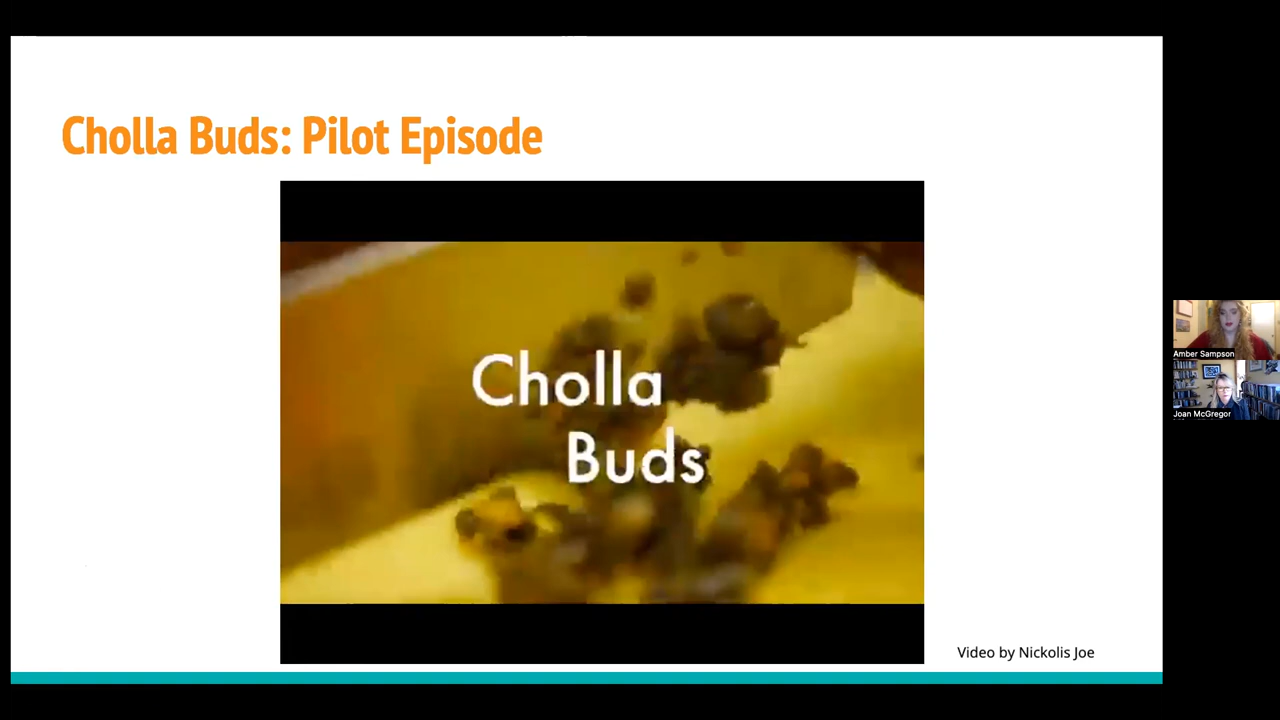 Cholla Buds: Pilot Episode
Cholla
Buds
Video by Nickolis Joe
Amber Sampson
Joan McGregor